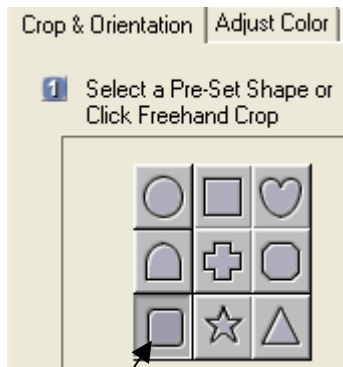 Crop & Orientation Adjust Color
1 Select a Pre-Set Shape or
Click Freehand Crop